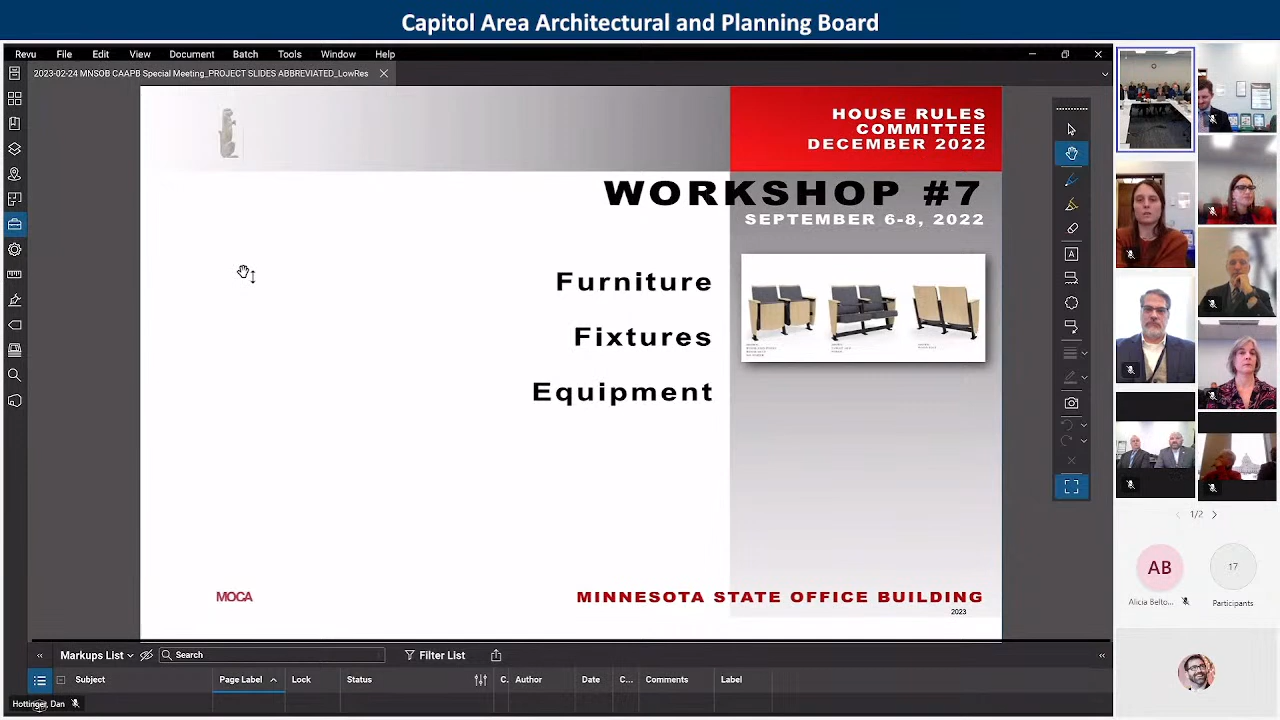 Capitol Area Architectural and Planning Board
Revu File Edit View Document Batch Tools Window Help
2023-02-24 MNSOB CAAPB Special Meeting_PROJECT SLIDES ABBREVIATED_LowRes
HOUSE RULES
COMMITTEE
DECEMBER 2022
WORKSHOP #7
SEPTEMBER 6-8, 2022
Furniture
Fixtures
Equipment
MOCA
MINNESOTA STATE OFFICE BUILDING
2023
Markups List
Search
Filter List
Subject Page Label Lock Status C. Author Date C... Comments Label
Hottinger, Dan
1/2
AB
17
Alicia Belto...
Participants